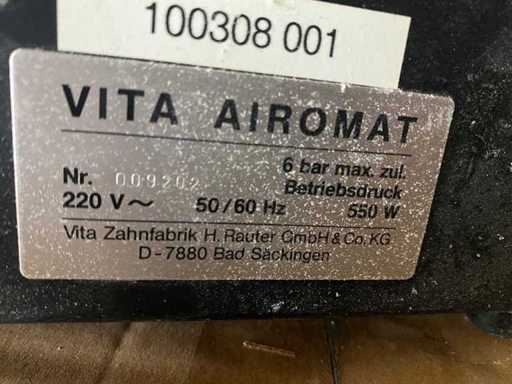 100308 001
VITA AIROMAT
6 bar max. zul.
Nr. 009202 Betriebsdruck
220 V~ 50/60 Hz 550 W
Vita Zahnfabrik H. Rauter GmbH & Co. KG
D-7880 Bad Säckingen